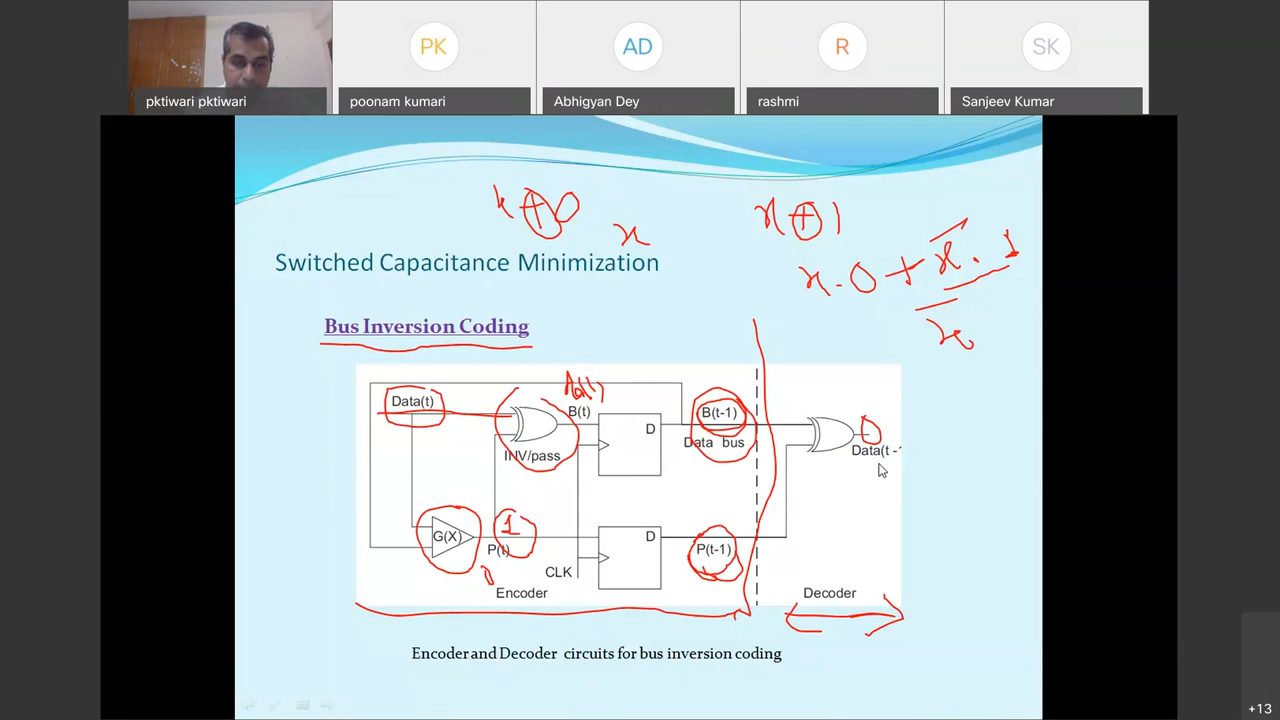 PK
AD
R
SK
pktiwari pktiwari
poonam kumari
Abhigyan Dey
rashmi
Sanjeev Kumar
x ⊕ 0
x
x ⊕ 1
x . 0 + x̅ . 1
x̅
Switched Capacitance Minimization
Bus Inversion Coding
Data(t)
B(t)
INV/pass
D
B(t-1)
Data bus
Data(t -1
G(X)
1
P(t)
CLK
D
P(t-1)
Encoder
Decoder
Encoder and Decoder circuits for bus inversion coding
+13